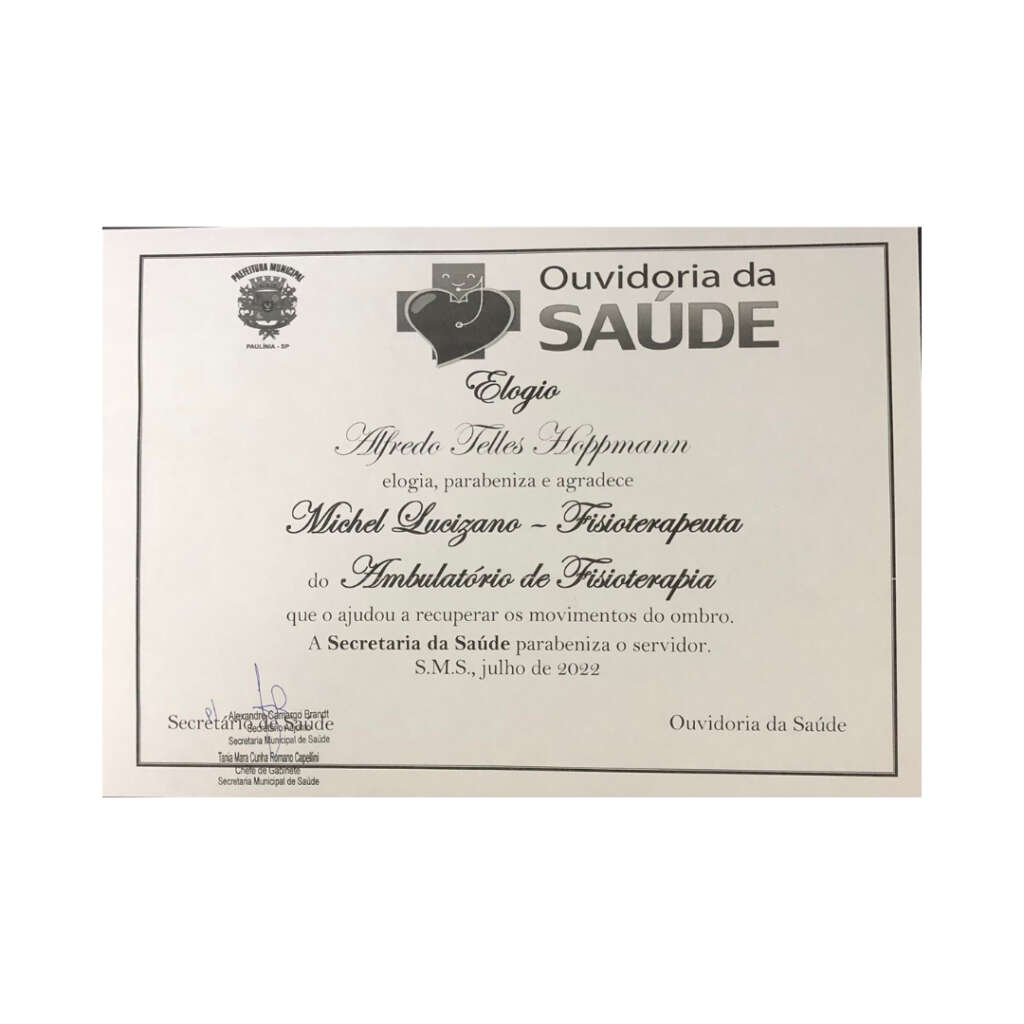 PREFEITURA MUNICIPAL
PAULÍNIA - SP
Ouvidoria da
SAÚDE
Elogio
Alfredo Telles Hoppmann
elogia, parabeniza e agradece
Michel Lucizano - Fisioterapeuta
do Ambulatório de Fisioterapia
que o ajudou a recuperar os movimentos do ombro.
A Secretaria da Saúde parabeniza o servidor.
S.M.S., julho de 2022
p/
Alexandre Camargo Brandt
Secretário de Saúde
Secretário Adjunto
Secretaria Municipal de Saúde
Tania Mara Cunha Romano Capellini
Chefe de Gabinete
Secretaria Municipal de Saúde
Ouvidoria da Saúde